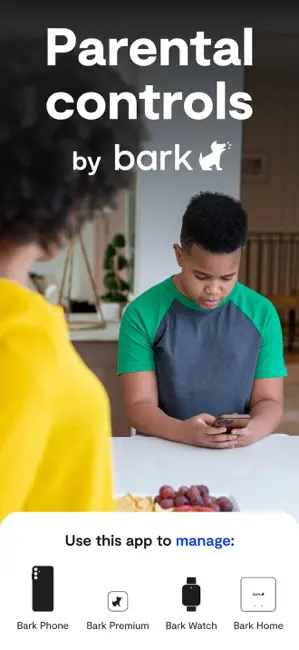 Parental
controls
by bark
Use this app to manage:
bark
Bark Phone Bark Premium Bark Watch Bark Home